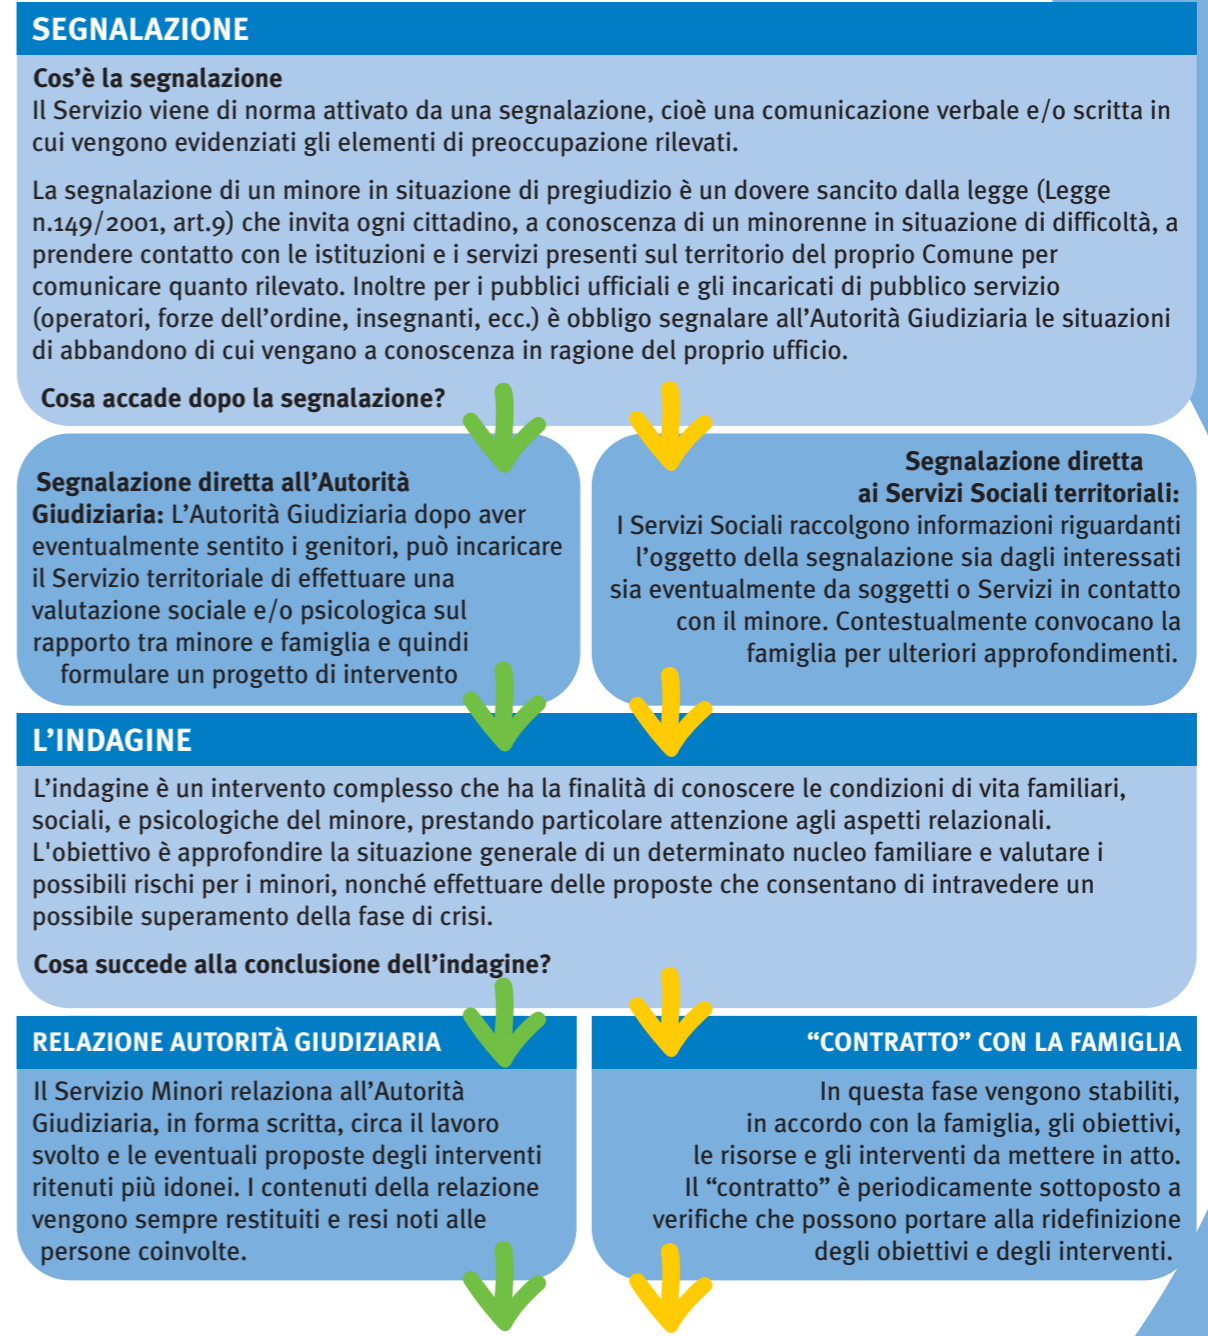 SEGNALAZIONE
Cos’è la segnalazione
Il Servizio viene di norma attivato da una segnalazione, cioè una comunicazione verbale e/o scritta in
cui vengono evidenziati gli elementi di preoccupazione rilevati.
La segnalazione di un minore in situazione di pregiudizio è un dovere sancito dalla legge (Legge
n.149/2001, art.9) che invita ogni cittadino, a conoscenza di un minorenne in situazione di difficoltà, a
prendere contatto con le istituzioni e i servizi presenti sul territorio del proprio Comune per
comunicare quanto rilevato. Inoltre per i pubblici ufficiali e gli incaricati di pubblico servizio
(operatori, forze dell’ordine, insegnanti, ecc.) è obbligo segnalare all’Autorità Giudiziaria le situazioni
di abbandono di cui vengano a conoscenza in ragione del proprio ufficio.
Cosa accade dopo la segnalazione?
Segnalazione diretta all’Autorità
Giudiziaria: L’Autorità Giudiziaria dopo aver
eventualmente sentito i genitori, può incaricare
il Servizio territoriale di effettuare una
valutazione sociale e/o psicologica sul
rapporto tra minore e famiglia e quindi
formulare un progetto di intervento
Segnalazione diretta
ai Servizi Sociali territoriali:
I Servizi Sociali raccolgono informazioni riguardanti
l’oggetto della segnalazione sia dagli interessati
sia eventualmente da soggetti o Servizi in contatto
con il minore. Contestualmente convocano la
famiglia per ulteriori approfondimenti.
L’INDAGINE
L’indagine è un intervento complesso che ha la finalità di conoscere le condizioni di vita familiari,
sociali, e psicologiche del minore, prestando particolare attenzione agli aspetti relazionali.
L'obiettivo è approfondire la situazione generale di un determinato nucleo familiare e valutare i
possibili rischi per i minori, nonché effettuare delle proposte che consentano di intravedere un
possibile superamento della fase di crisi.
Cosa succede alla conclusione dell’indagine?
RELAZIONE AUTORITÀ GIUDIZIARIA
Il Servizio Minori relaziona all’Autorità
Giudiziaria, in forma scritta, circa il lavoro
svolto e le eventuali proposte degli interventi
ritenuti più idonei. I contenuti della relazione
vengono sempre restituiti e resi noti alle
persone coinvolte.
“CONTRATTO” CON LA FAMIGLIA
In questa fase vengono stabiliti,
in accordo con la famiglia, gli obiettivi,
le risorse e gli interventi da mettere in atto.
Il “contratto” è periodicamente sottoposto a
verifiche che possono portare alla ridefinizione
degli obiettivi e degli interventi.